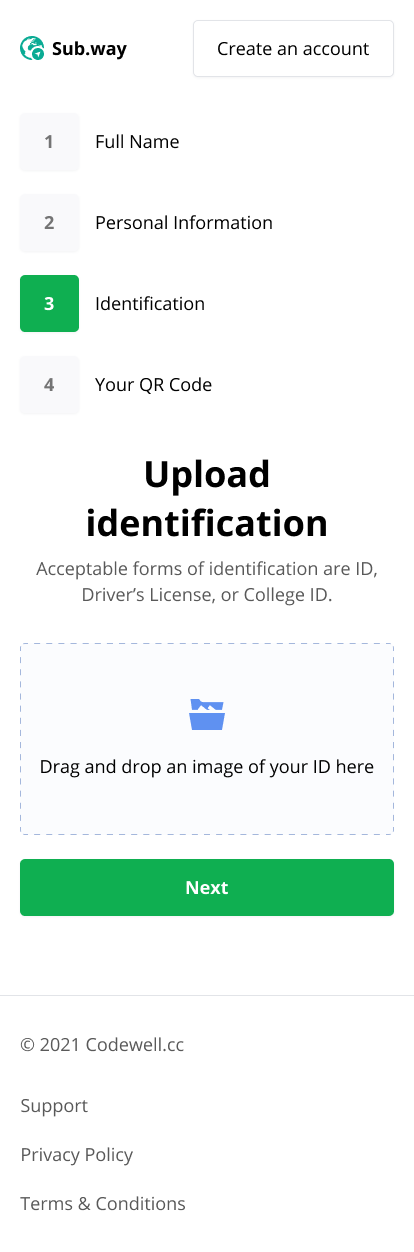 Sub.way
Create an account
1
Full Name
2
Personal Information
3
Identification
4
Your QR Code
Upload
identification
Acceptable forms of identification are ID,
Driver’s License, or College ID.
Drag and drop an image of your ID here
Next
© 2021 Codewell.cc
Support
Privacy Policy
Terms & Conditions